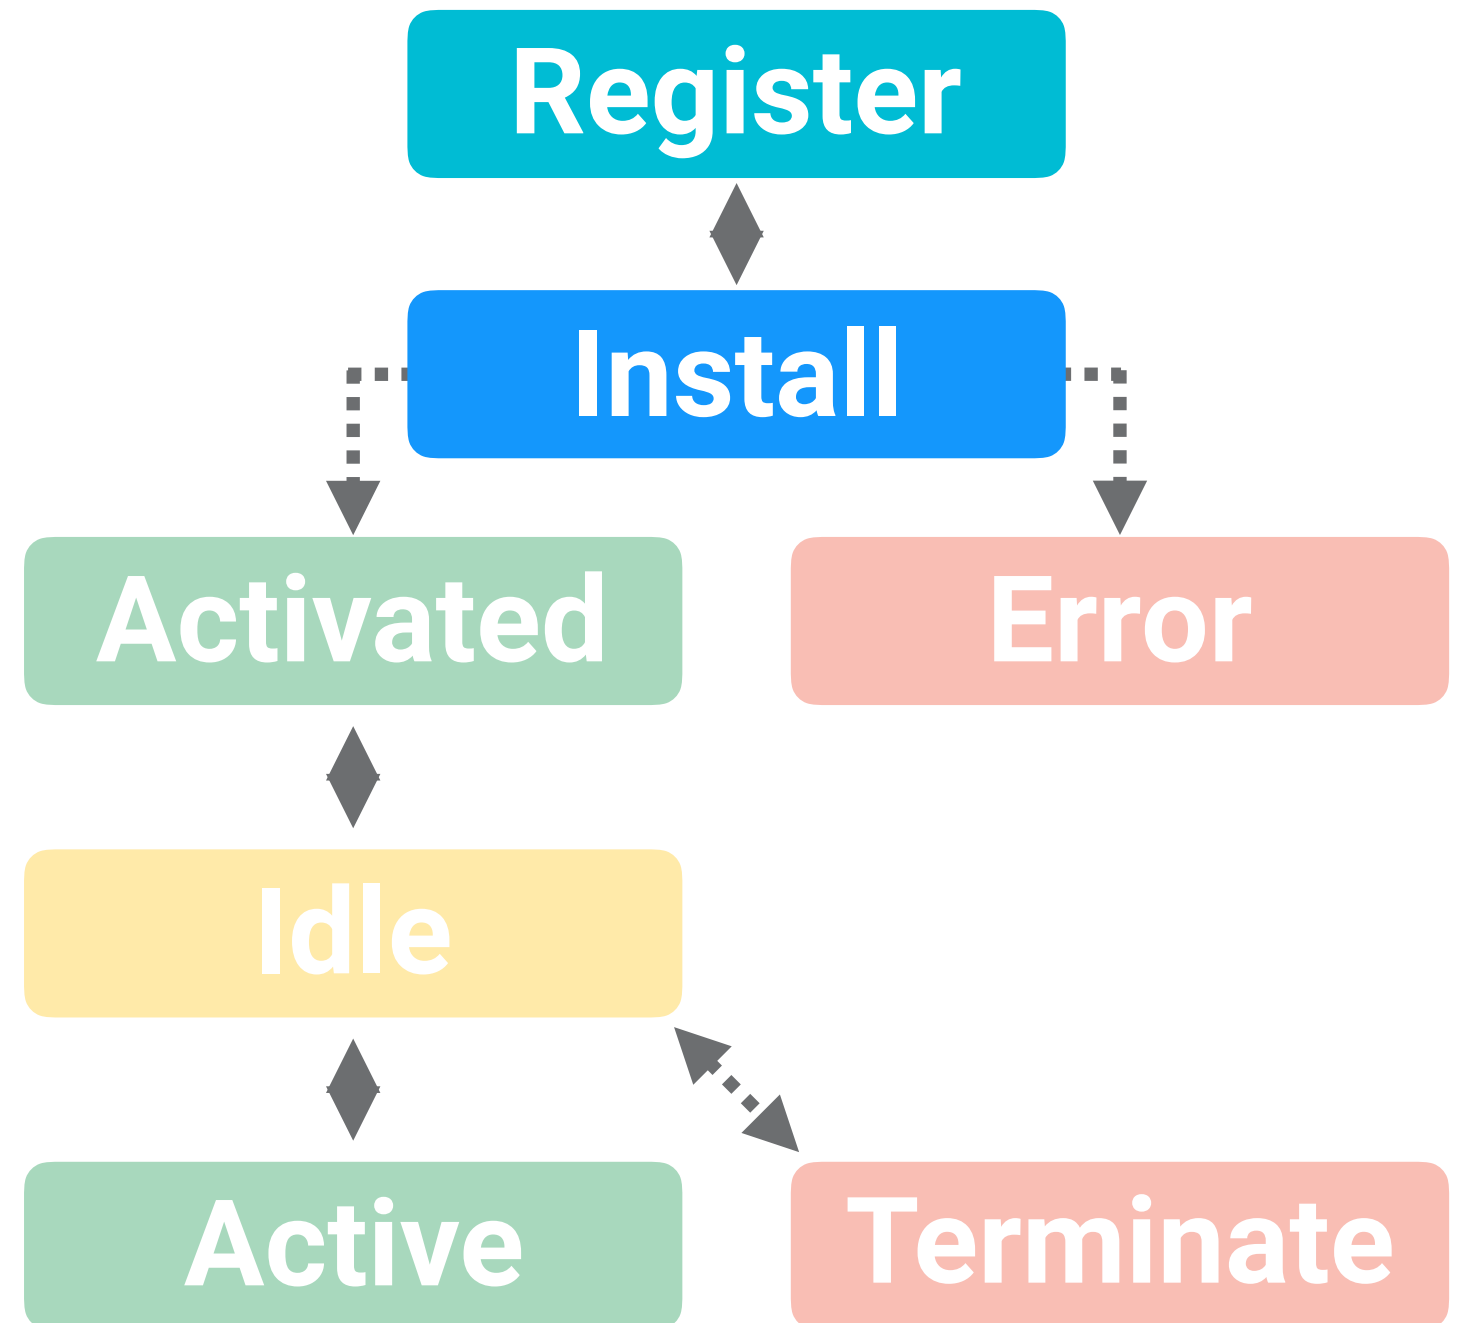 Register
Install
Activated
Error
Idle
Active
Terminate